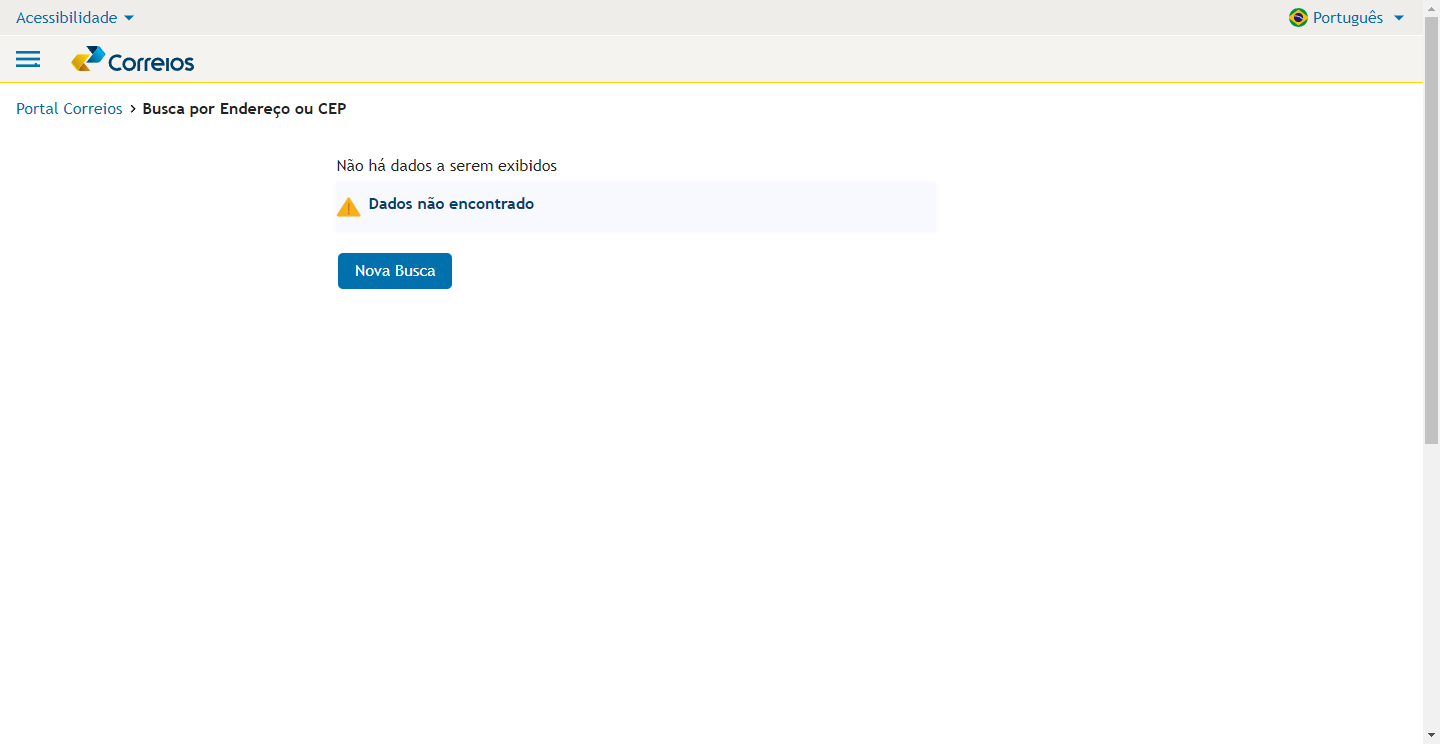 Acessibilidade
Português
Correios
Portal Correios > Busca por Endereço ou CEP
Não há dados a serem exibidos
Dados não encontrado
Nova Busca